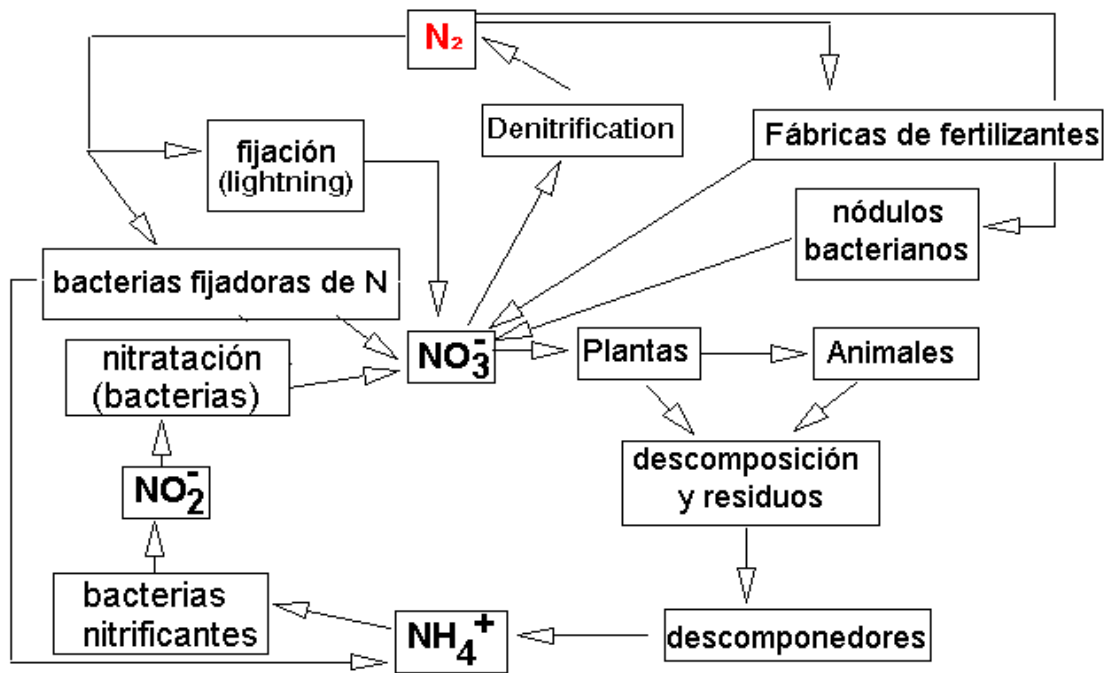 N₂
Denitrification
Fábricas de fertilizantes
fijación
(lightning)
nódulos
bacterianos
bacterias fijadoras de N
NO₃⁻
Plantas
Animales
nitratación
(bacterias)
descomposición
y residuos
NO₂⁻
bacterias
nitrificantes
NH₄⁺
descomponedores